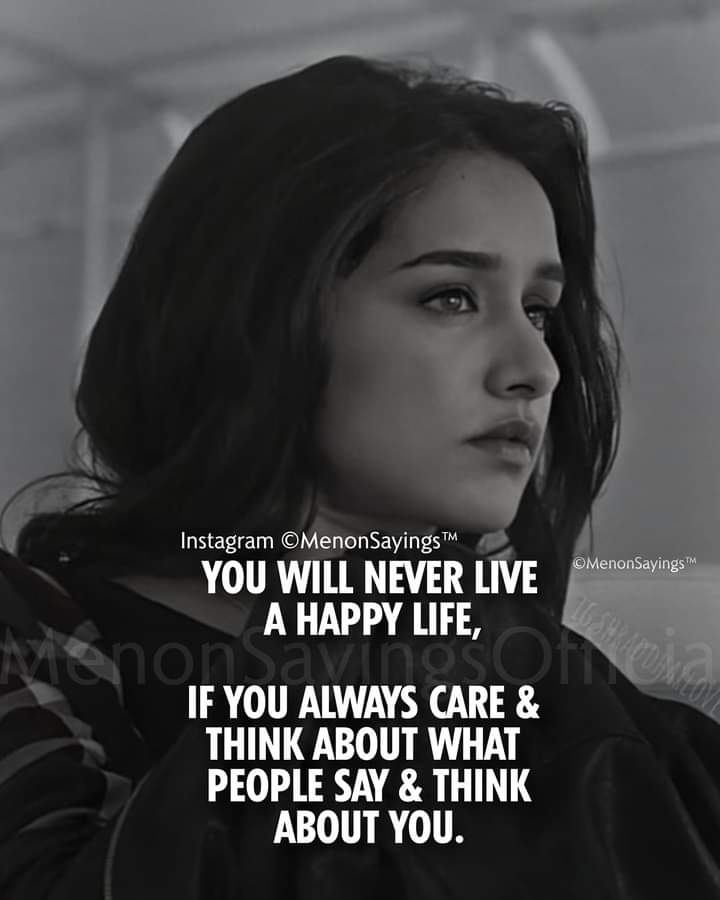 Instagram ©MenonSayings™
©MenonSayings™
YOU WILL NEVER LIVE
A HAPPY LIFE,
MenonSayingsOfficial
IF YOU ALWAYS CARE &
THINK ABOUT WHAT
PEOPLE SAY & THINK
ABOUT YOU.